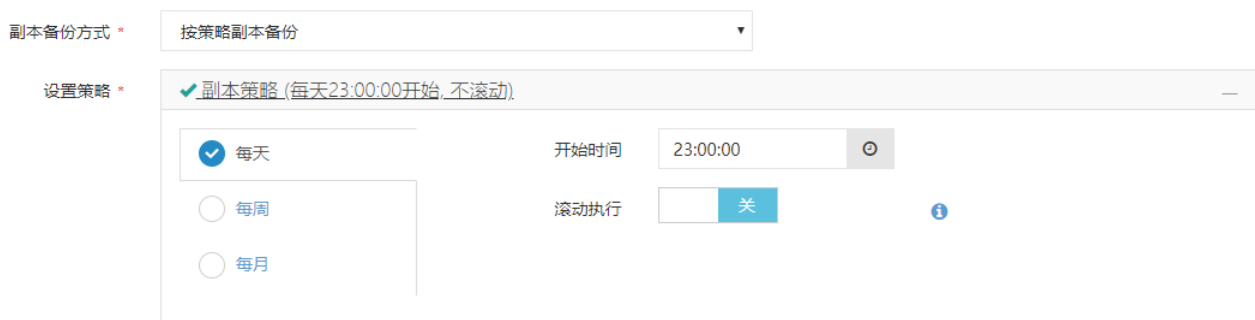 副本备份方式 *
按策略副本备份
设置策略 *
副本策略 (每天23:00:00开始, 不滚动)
每天
开始时间
23:00:00
每周
滚动执行
关
每月